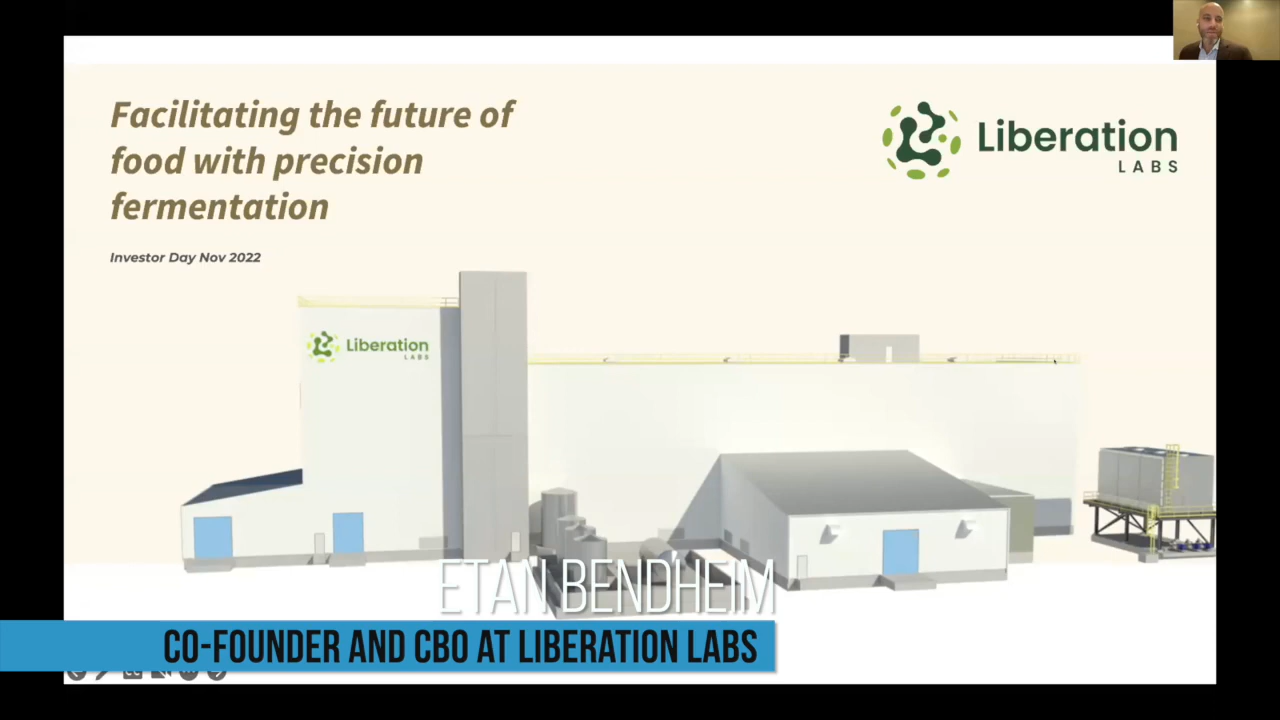 Facilitating the future of
food with precision
fermentation
Liberation
LABS
Investor Day Nov 2022
Liberation
LABS
ETAN BENDHEIM
CO-FOUNDER AND CBO AT LIBERATION LABS